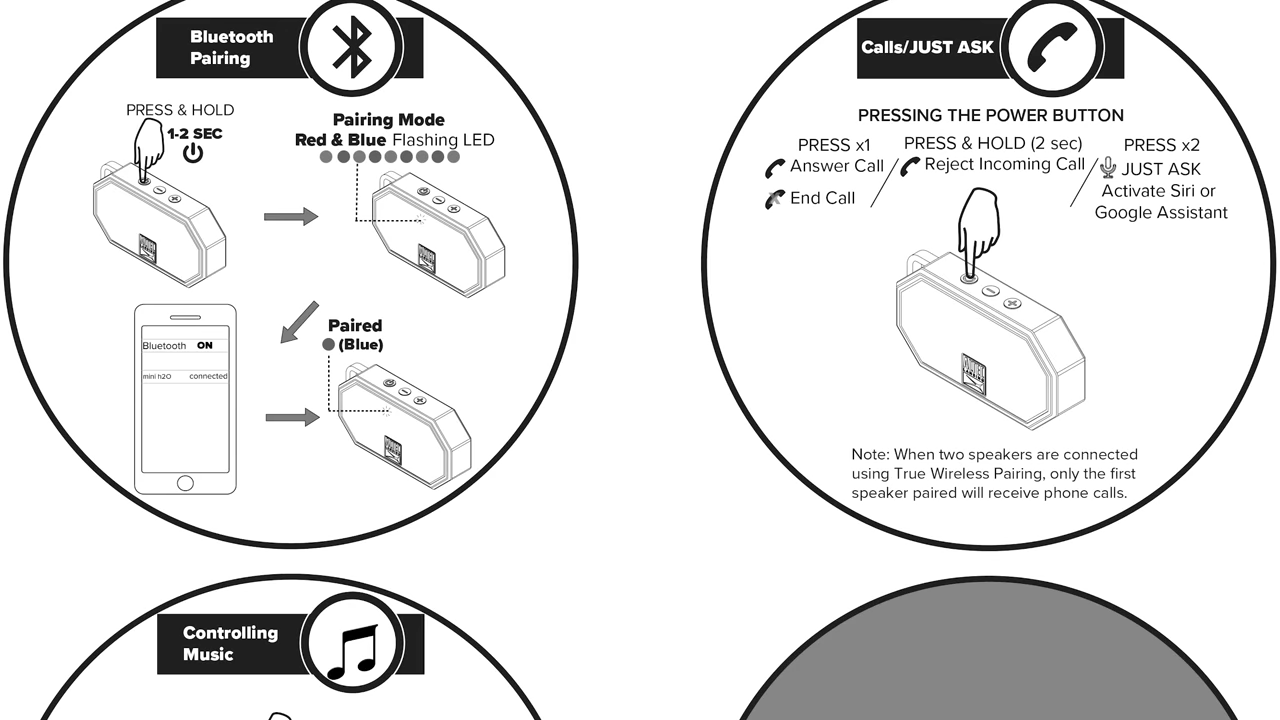 Bluetooth
Pairing
PRESS & HOLD
1-2 SEC
Pairing Mode
Red & Blue Flashing LED
Paired
(Blue)
Bluetooth ON
mini h2O connected
Calls/JUST ASK
PRESSING THE POWER BUTTON
PRESS x1
Answer Call
End Call
PRESS & HOLD (2 sec)
Reject Incoming Call
PRESS x2
JUST ASK
Activate Siri or
Google Assistant
Note: When two speakers are connected
using True Wireless Pairing, only the first
speaker paired will receive phone calls.
Controlling
Music